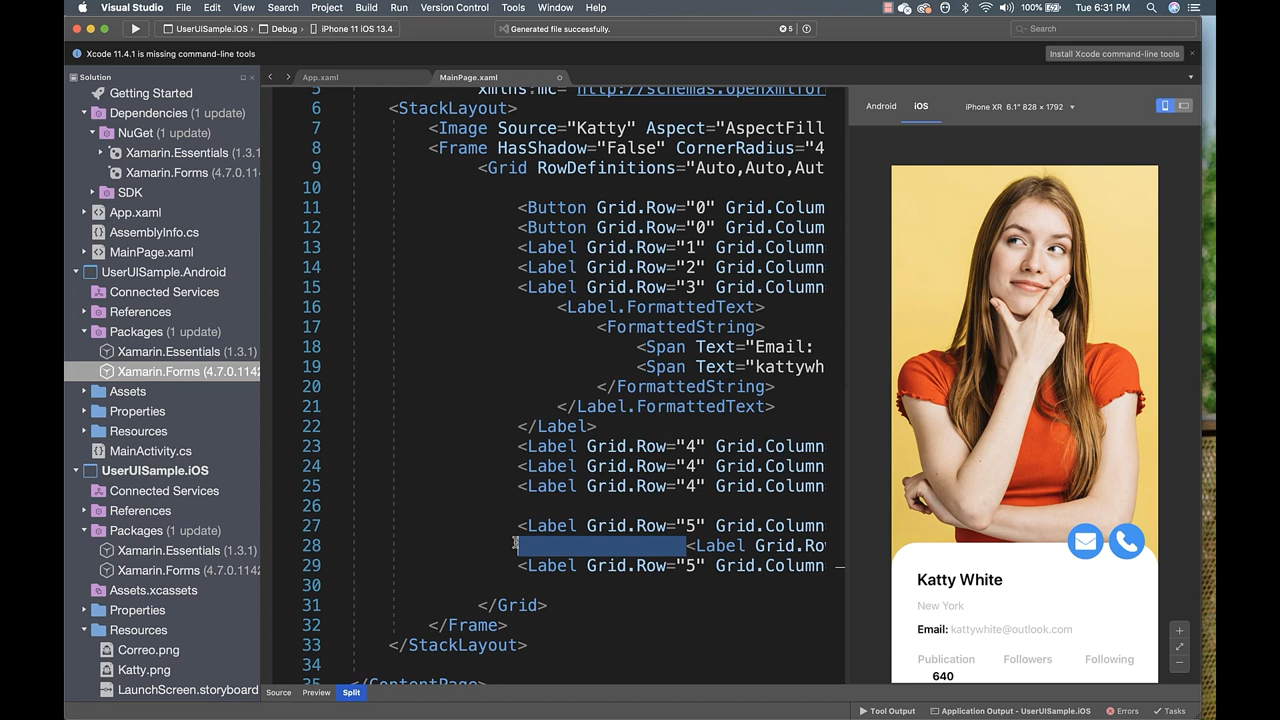 Visual Studio File Edit View Search Project Build Run Version Control Tools Window Help 100% Tue 6:31 PM
UserUISample.iOS › Debug › iPhone 11 iOS 13.4 Generated file successfully. 5 Search
Xcode 11.4.1 is missing command-line tools Install Xcode command-line tools
Solution
Getting Started
Dependencies (1 update)
NuGet (1 update)
Xamarin.Essentials (1.3.1
Xamarin.Forms (4.7.0.114
SDK
App.xaml
AssemblyInfo.cs
MainPage.xaml
UserUISample.Android
Connected Services
References
Packages (1 update)
Xamarin.Essentials (1.3.1)
Xamarin.Forms (4.7.0.1142
Assets
Properties
Resources
MainActivity.cs
UserUISample.iOS
Connected Services
References
Packages (1 update)
Xamarin.Essentials (1.3.1)
Xamarin.Forms (4.7.0.1142
Assets.xcassets
Properties
Resources
Correo.png
Katty.png
LaunchScreen.storyboard
App.xaml MainPage.xaml
5 xmlns:mc="http://schemas.openxmlfor
6 <StackLayout>
7 <Image Source="Katty" Aspect="AspectFill
8 <Frame HasShadow="False" CornerRadius="4
9 <Grid RowDefinitions="Auto,Auto,Aut
10
11 <Button Grid.Row="0" Grid.Colum
12 <Button Grid.Row="0" Grid.Colum
13 <Label Grid.Row="1" Grid.Column
14 <Label Grid.Row="2" Grid.Column
15 <Label Grid.Row="3" Grid.Column
16 <Label.FormattedText>
17 <FormattedString>
18 <Span Text="Email:
19 <Span Text="kattywh
20 </FormattedString>
21 </Label.FormattedText>
22 </Label>
23 <Label Grid.Row="4" Grid.Column
24 <Label Grid.Row="4" Grid.Column
25 <Label Grid.Row="4" Grid.Column
26
27 <Label Grid.Row="5" Grid.Column
28 <Label Grid.Ro
29 <Label Grid.Row="5" Grid.Column
30
31 </Grid>
32 </Frame>
33 </StackLayout>
34
</ContentPage>
Source Preview Split
Android iOS iPhone XR 6.1" 828 × 1792
Katty White
New York
Email: kattywhite@outlook.com
Publication Followers Following
640
Tool Output Application Output - UserUISample.iOS Errors Tasks